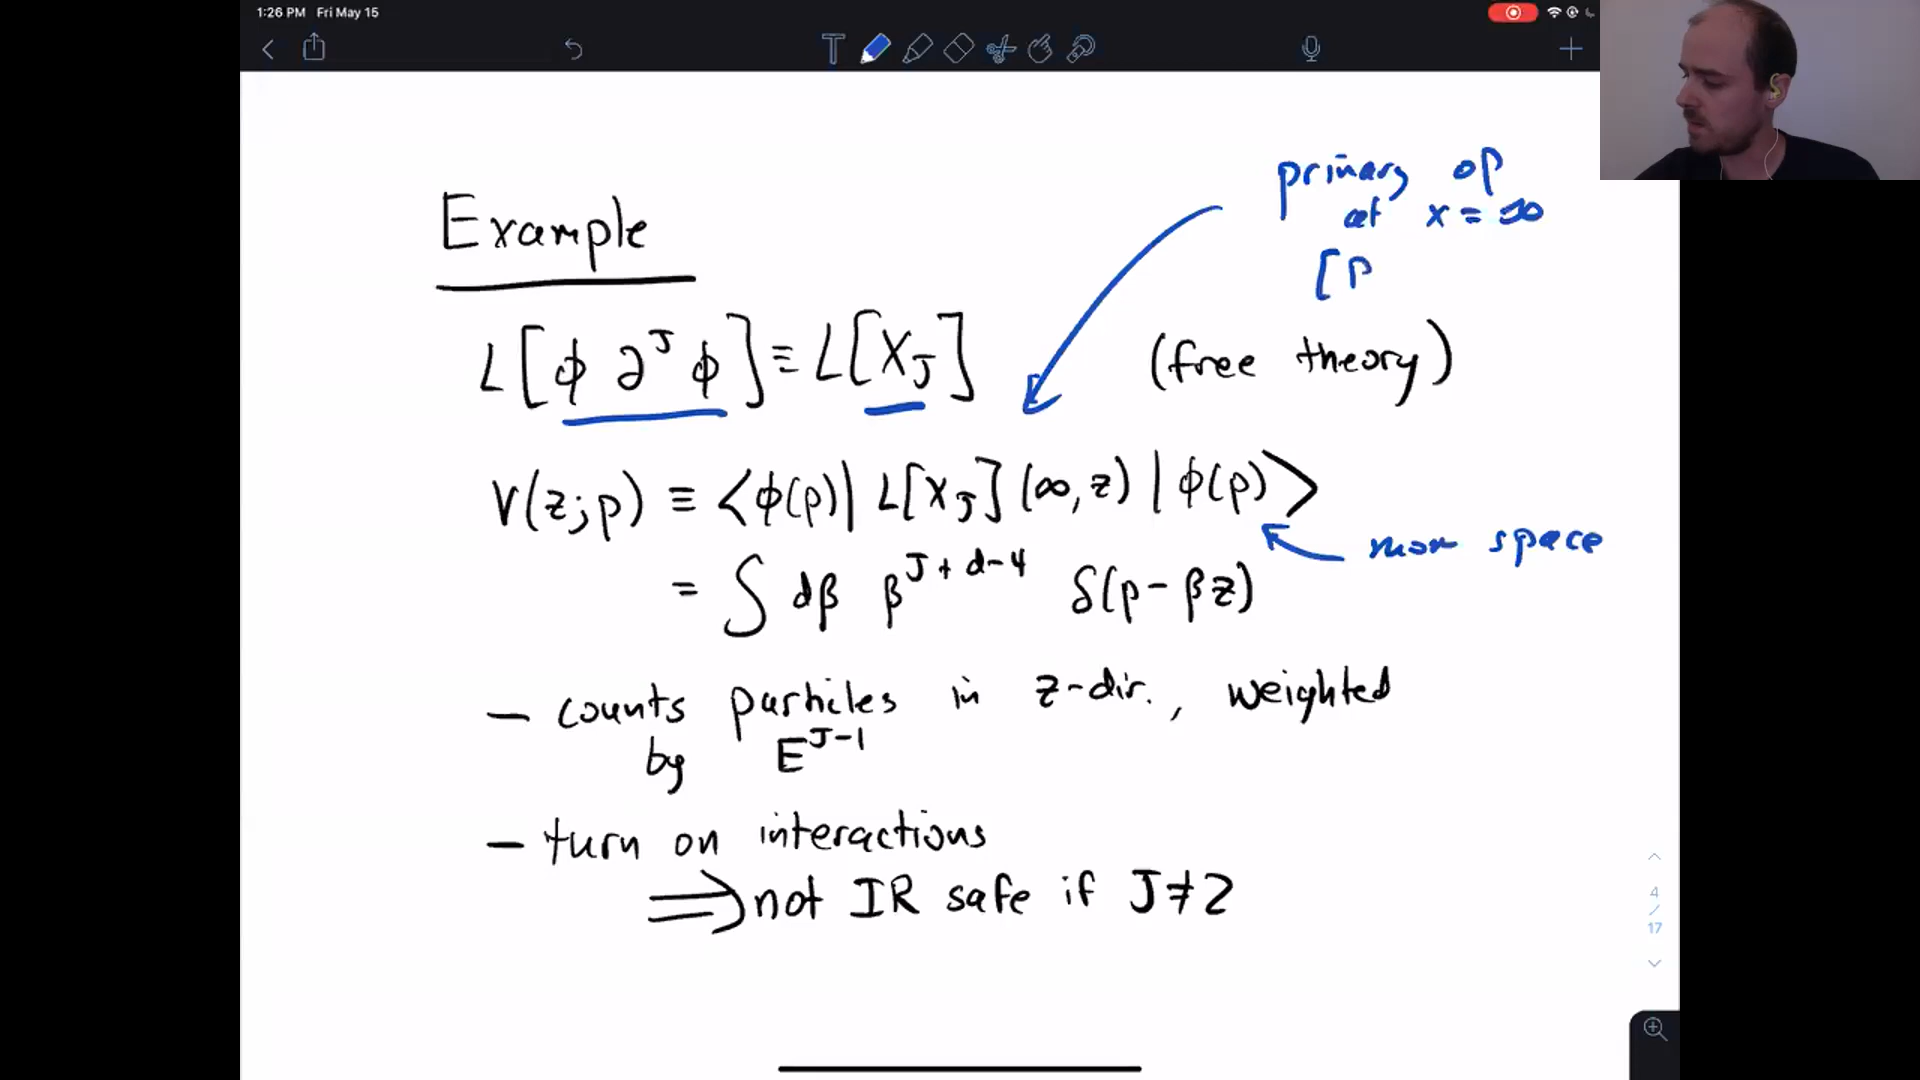 1:26 PM Fri May 15
primary op
at x = ∞
[P
Example
L[ϕ ∂^J ϕ] ≡ L[X_J]
(free theory)
V(z;p) ≡ <ϕ(p)| L[X_J](∞,z) |ϕ(p)>
mom space
= ∫ dβ β^{J+d-4} δ(p-βz)
— counts particles in z-dir., weighted
by E^{J-1}
— turn on interactions
⟹ not IR safe if J≠2
4
/
17